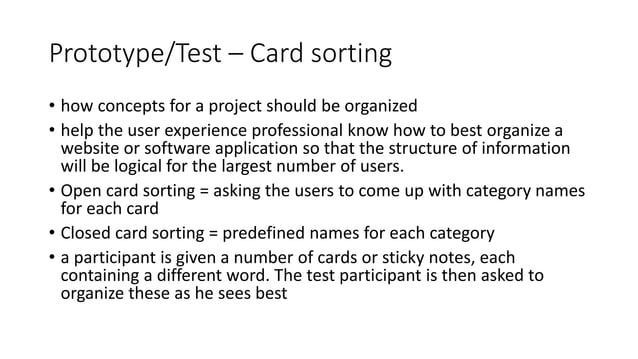 Prototype/Test – Card sorting
• how concepts for a project should be organized
• help the user experience professional know how to best organize a
website or software application so that the structure of information
will be logical for the largest number of users.
• Open card sorting = asking the users to come up with category names
for each card
• Closed card sorting = predefined names for each category
• a participant is given a number of cards or sticky notes, each
containing a different word. The test participant is then asked to
organize these as he sees best